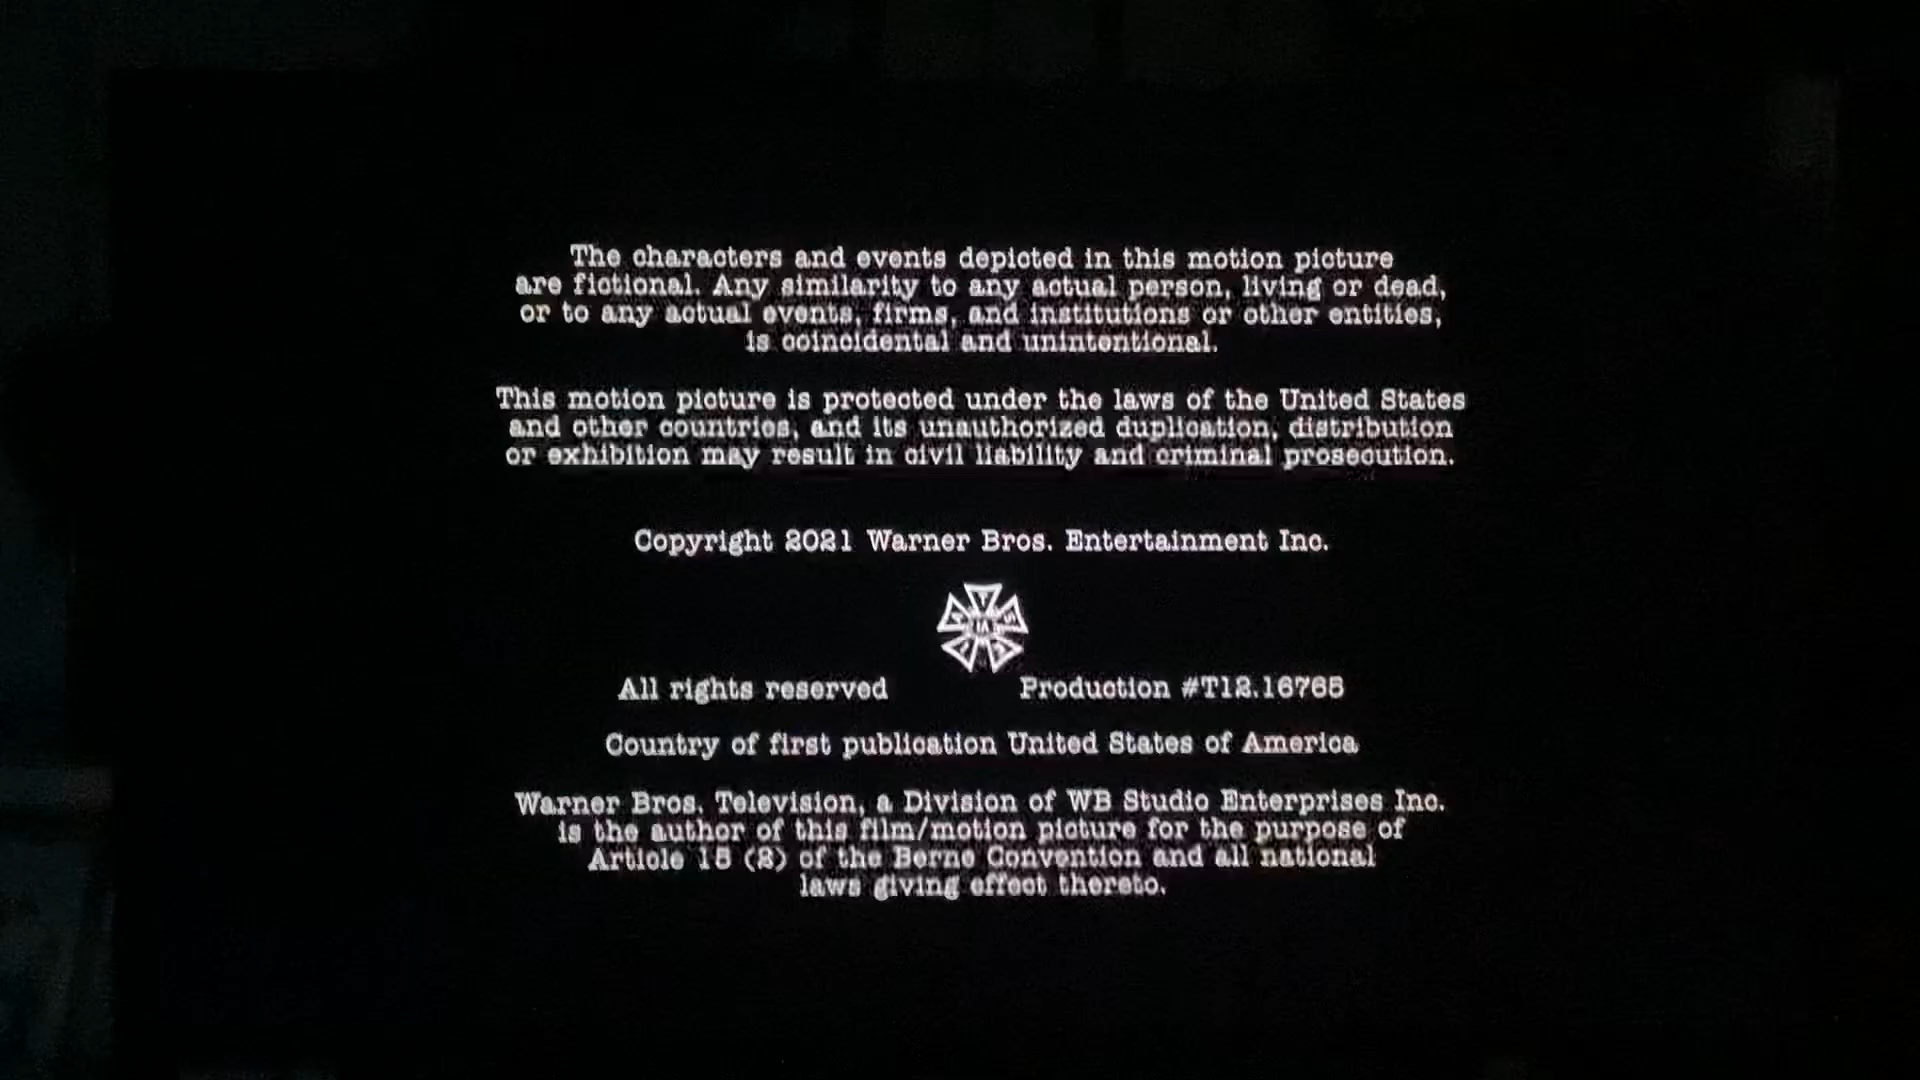 The characters and events depicted in this motion picture
are fictional. Any similarity to any actual person, living or dead,
or to any actual events, firms, and institutions or other entities,
is coincidental and unintentional.
This motion picture is protected under the laws of the United States
and other countries, and its unauthorized duplication, distribution
or exhibition may result in civil liability and criminal prosecution.
Copyright 2021 Warner Bros. Entertainment Inc.
IA T S E
All rights reserved Production #T12.16765
Country of first publication United States of America
Warner Bros. Television, a Division of WB Studio Enterprises Inc.
is the author of this film/motion picture for the purpose of
Article 15 (2) of the Berne Convention and all national
laws giving effect thereto.